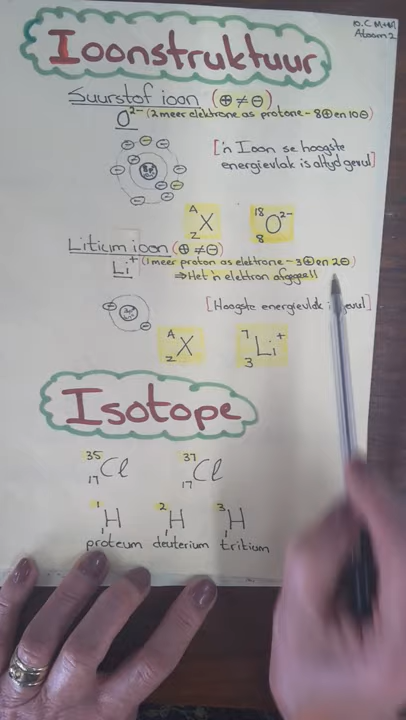 Ioonstruktuur
Suurstof ioon (⊕≠⊖)
O²⁻ (2 meer elektrone as protone - 8⊕ en 10⊖)
['n Ioon se hoogste
energievlak is altyd gevul]
A
Z X
18
8 O²⁻
Litium ioon (⊕≠⊖)
Li⁺ (1 meer proton as elektrone - 3⊕ en 2⊖)
⇒ Het 'n elektron afgegee!!
[Hoogste energievlak is gevul]
A
Z X
7
3 Li⁺
Isotope
35
17 Cl
37
17 Cl
1
1 H
2
1 H
3
1 H
proteum deuterium tritium